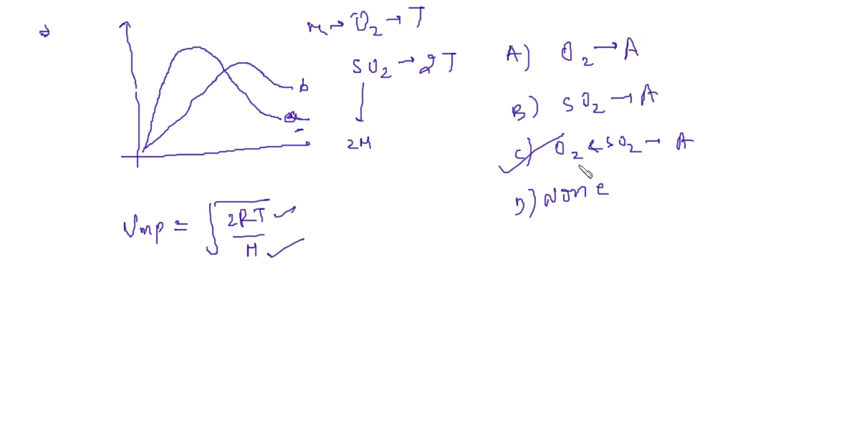 M → O₂ → T
SO₂ → 2T
↓
2M
b
a
Vmp = √(2RT/M)
A) O₂ → A
B) SO₂ → A
C) O₂ & SO₂ → A
D) None